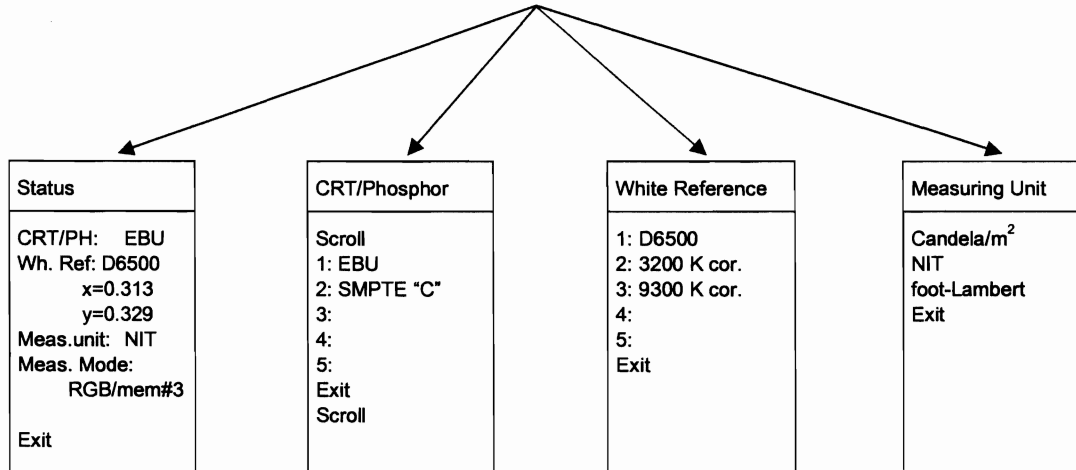 Status
CRT/PH: EBU
Wh. Ref: D6500
x=0.313
y=0.329
Meas.unit: NIT
Meas. Mode:
RGB/mem#3
Exit
CRT/Phosphor
Scroll
1: EBU
2: SMPTE "C"
3:
4:
5:
Exit
Scroll
White Reference
1: D6500
2: 3200 K cor.
3: 9300 K cor.
4:
5:
Exit
Measuring Unit
Candela/m²
NIT
foot-Lambert
Exit